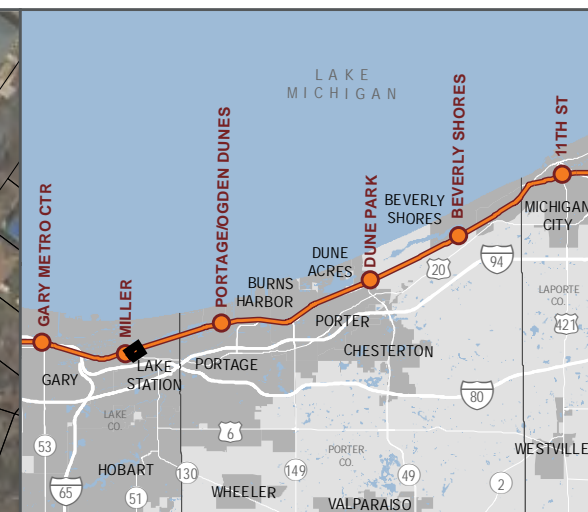 LAKE
MICHIGAN
GARY METRO CTR
MILLER
PORTAGE/OGDEN DUNES
DUNE PARK
BEVERLY SHORES
11TH ST
BEVERLY
SHORES
MICHIGAN
CITY
DUNE
ACRES
BURNS
HARBOR
20
94
LAPORTE
CO.
421
PORTER
CHESTERTON
PORTAGE
LAKE
STATION
GARY
80
LAKE
CO.
6
53
PORTER
CO.
WESTVILLE
HOBART
130
149
49
2
65
51
WHEELER
VALPARAISO